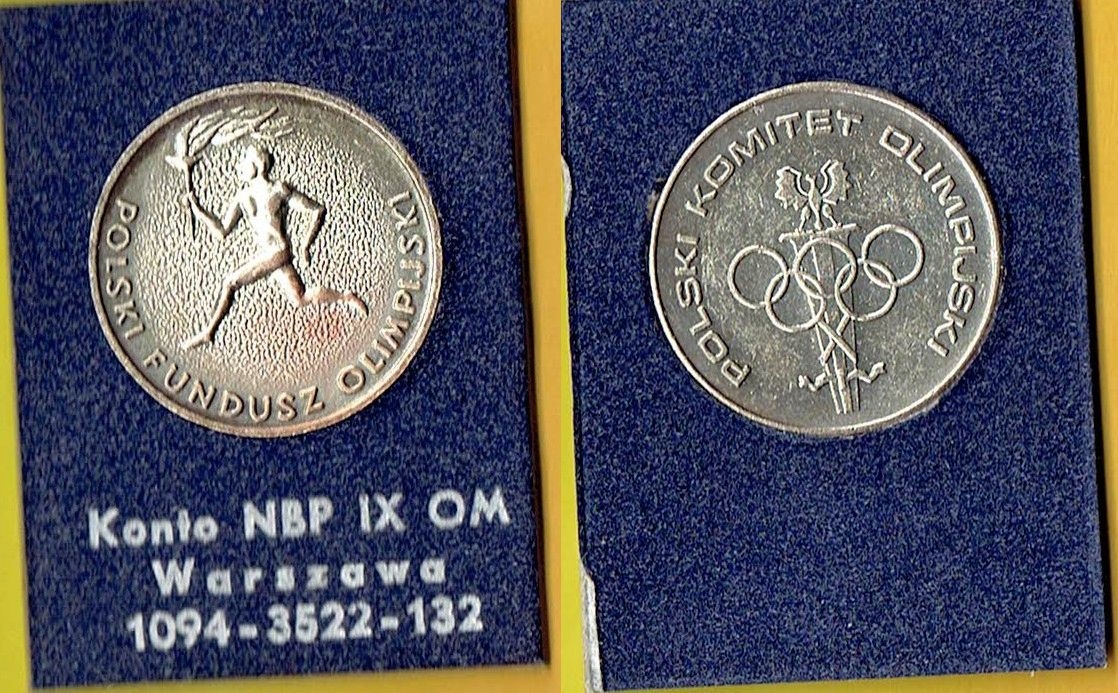 POLSKI FUNDUSZ OLIMPIJSKI
Konto NBP IX OM
Warszawa
1094-3522-132
POLSKI KOMITET OLIMPIJSKI